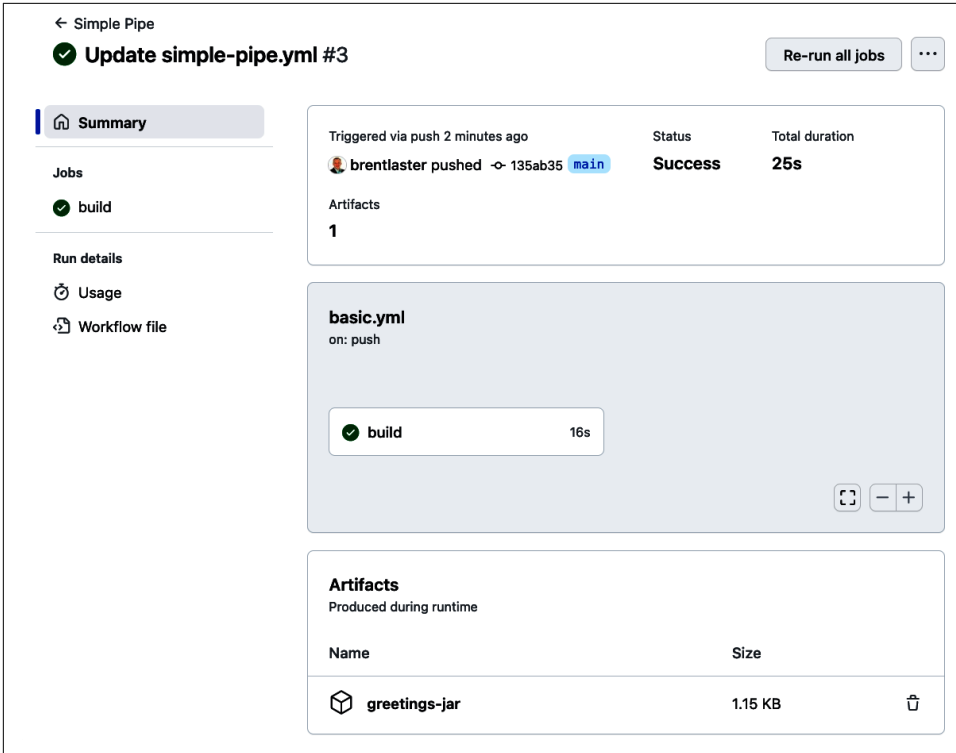 ← Simple Pipe
Update simple-pipe.yml #3
Re-run all jobs
...
Summary
Jobs
build
Run details
Usage
Workflow file
Triggered via push 2 minutes ago
brentlaster pushed 135ab35 main
Status
Success
Total duration
25s
Artifacts
1
basic.yml
on: push
build 16s
Artifacts
Produced during runtime
Name Size
greetings-jar 1.15 KB